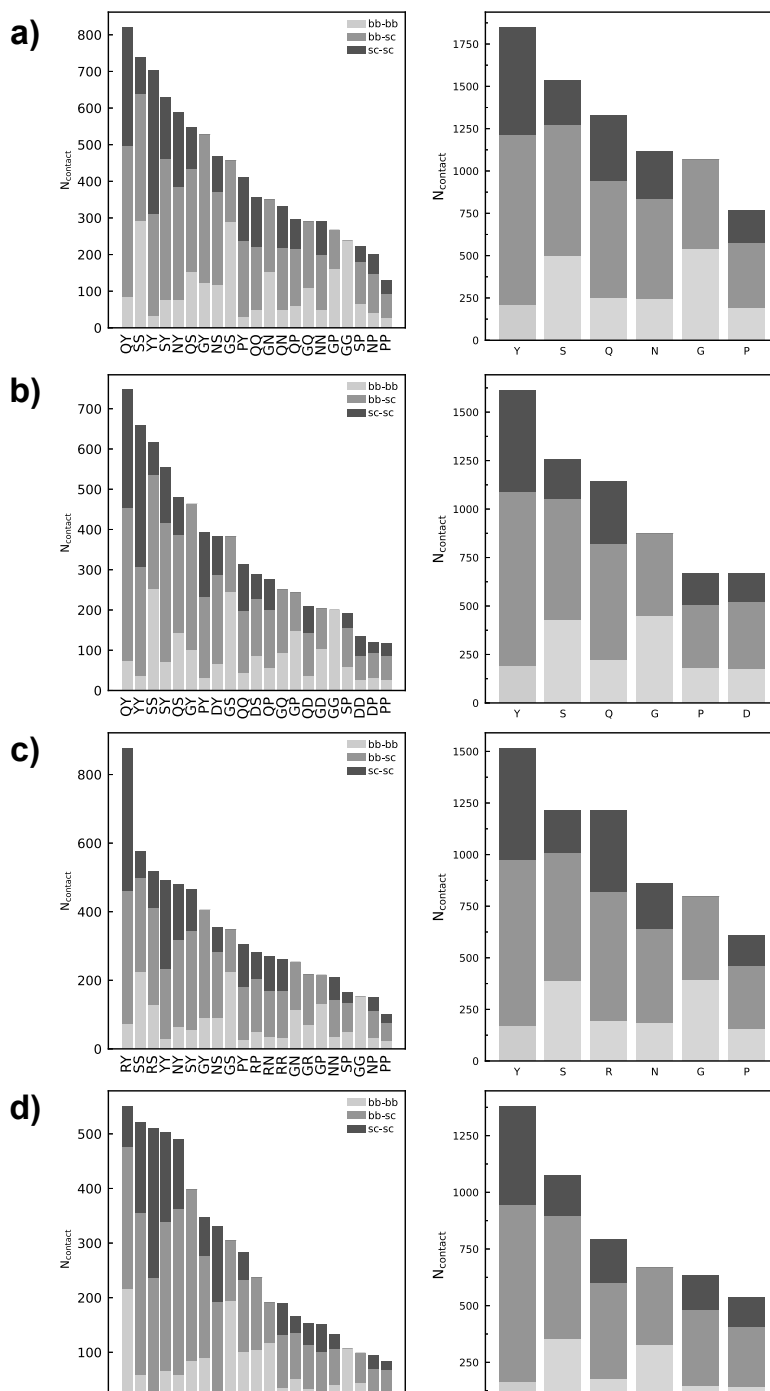 a)
bb-bb
bb-sc
sc-sc
N_contact
800
700
600
500
400
300
200
100
0
QY SS YY SY NY QS GY NS GS PY QQ GN QN QP GQ NN GP GG SP NP PP
N_contact
1750
1500
1250
1000
750
500
250
0
Y S Q N G P
b)
bb-bb
bb-sc
sc-sc
N_contact
700
600
500
400
300
200
100
0
QY YY SS SY QS GY PY DY GS QQ DS QP GQ GP QD GD GG SP DD DP PP
N_contact
1500
1250
1000
750
500
250
0
Y S Q G P D
c)
bb-bb
bb-sc
sc-sc
N_contact
800
600
400
200
0
RY SS RS YY NY SY GY NS GS PY RP RN RR GN GR GP NN SP GG NP PP
N_contact
1500
1250
1000
750
500
250
0
Y S R N G P
d)
bb-bb
bb-sc
sc-sc
N_contact
500
400
300
200
100
N_contact
1250
1000
750
500
250